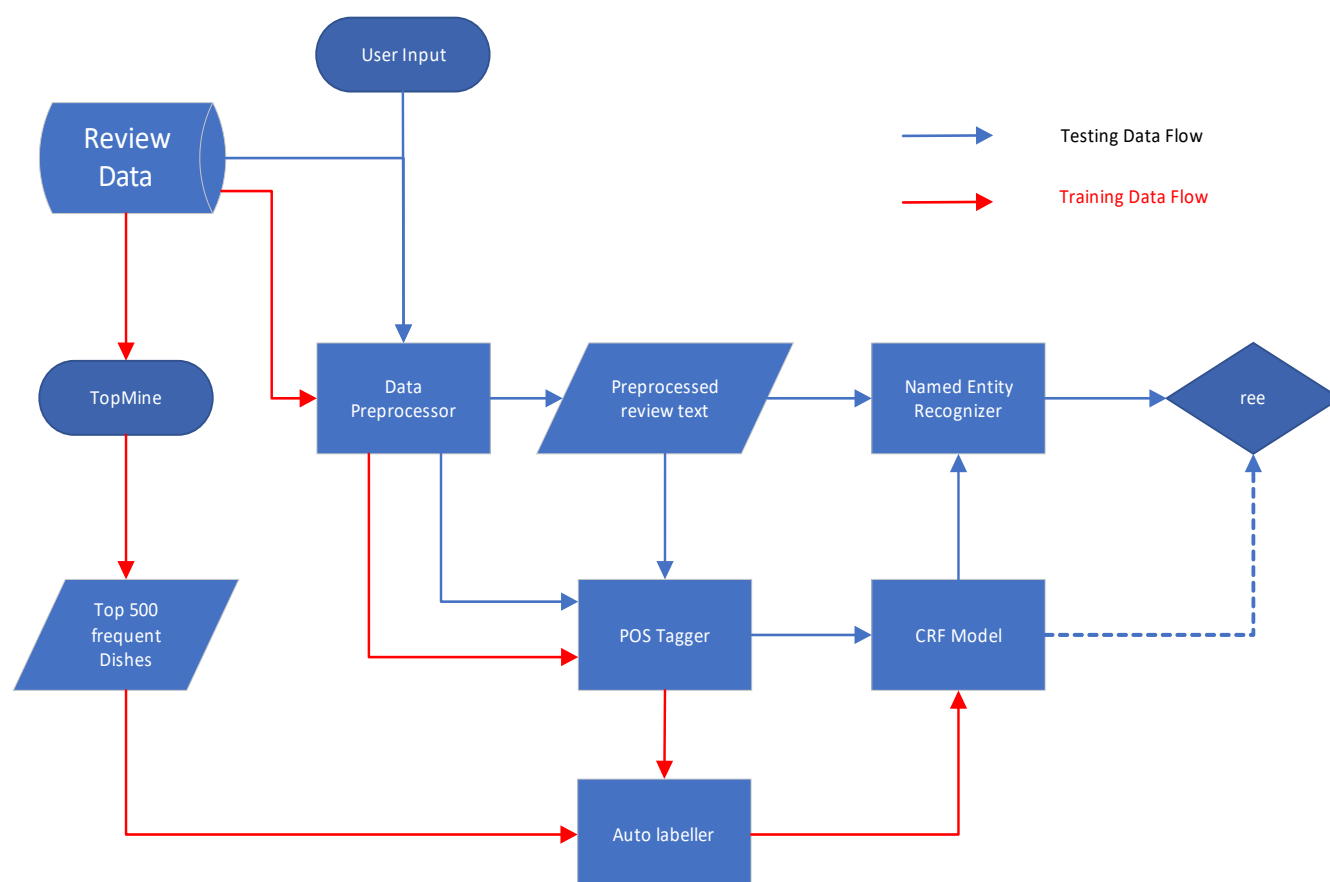 User Input
Review
Data
Testing Data Flow
Training Data Flow
TopMine
Data
Preprocessor
Preprocessed
review text
Named Entity
Recognizer
ree
Top 500
frequent
Dishes
POS Tagger
CRF Model
Auto labeller